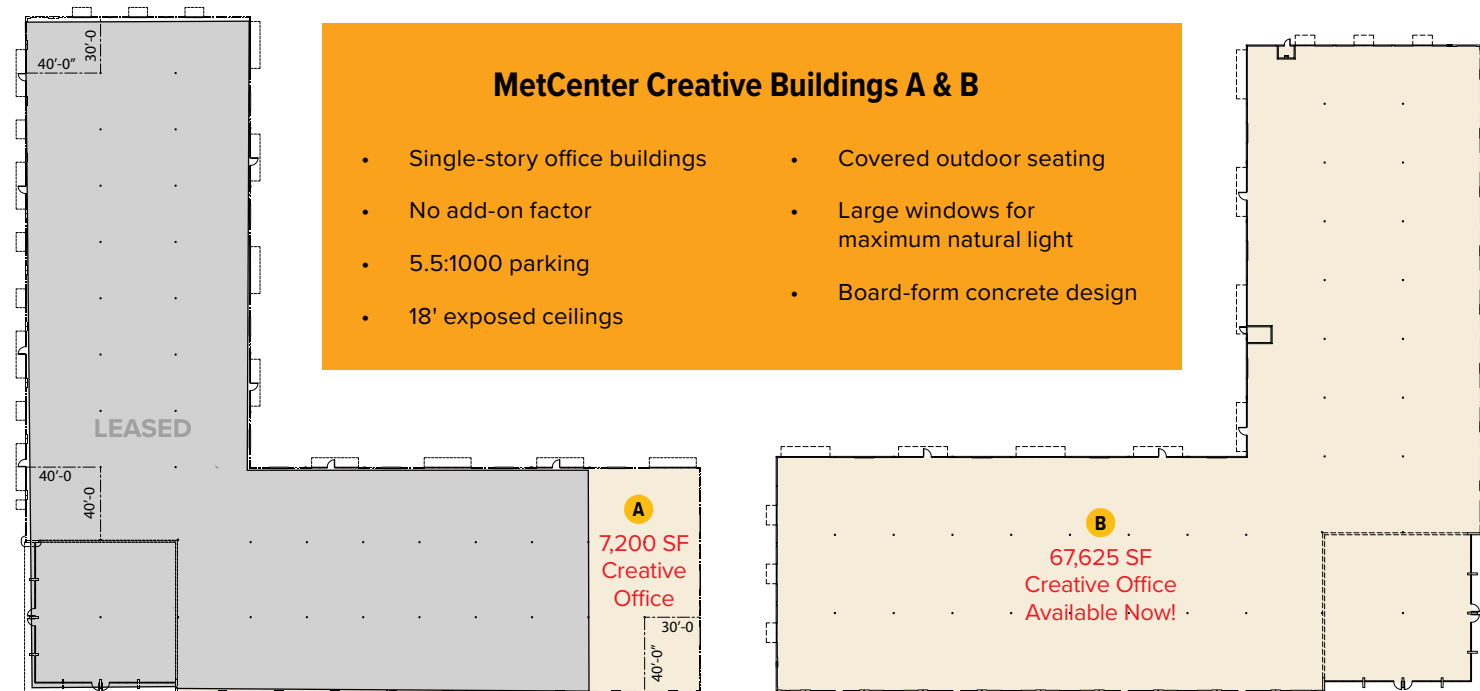 MetCenter Creative Buildings A & B
• Single-story office buildings
• No add-on factor
• 5.5:1000 parking
• 18' exposed ceilings
• Covered outdoor seating
• Large windows for
maximum natural light
• Board-form concrete design
40'-0"
30'-0
LEASED
40'-0
40'-0
A
7,200 SF
Creative
Office
30'-0
40'-0"
B
67,625 SF
Creative Office
Available Now!